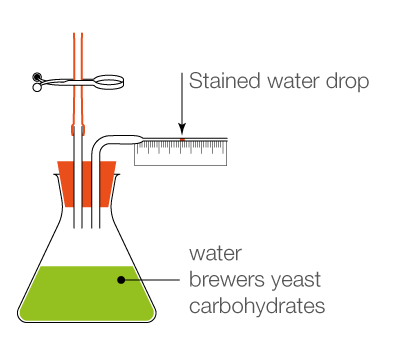 Stained water drop
water
brewers yeast
carbohydrates